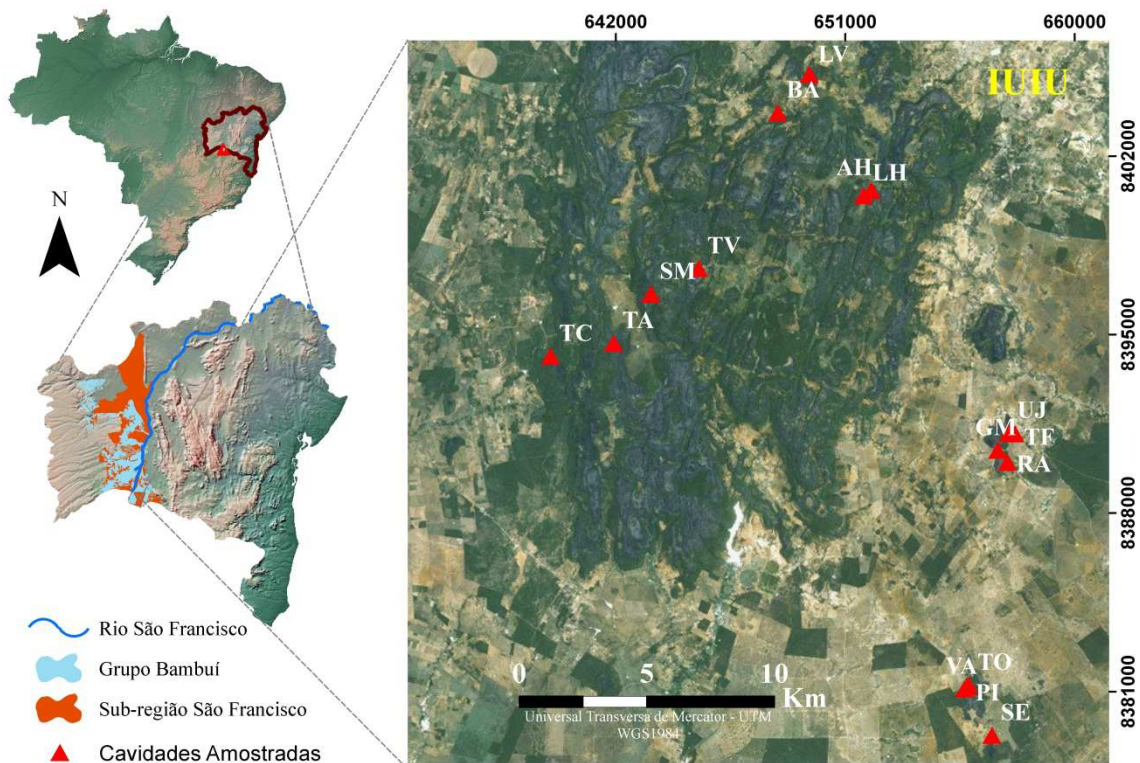 642000
651000
660000
N
IUIU
LV
BA
8402000
AH
LH
TV
SM
TA
TC
8395000
UJ
GM
TF
RA
8388000
Rio São Francisco
Grupo Bambuí
Sub-região São Francisco
Cavidades Amostradas
0
5
10
Km
Universal Transversa de Mercator - UTM
WGS1984
VA
TO
PI
SE
8381000